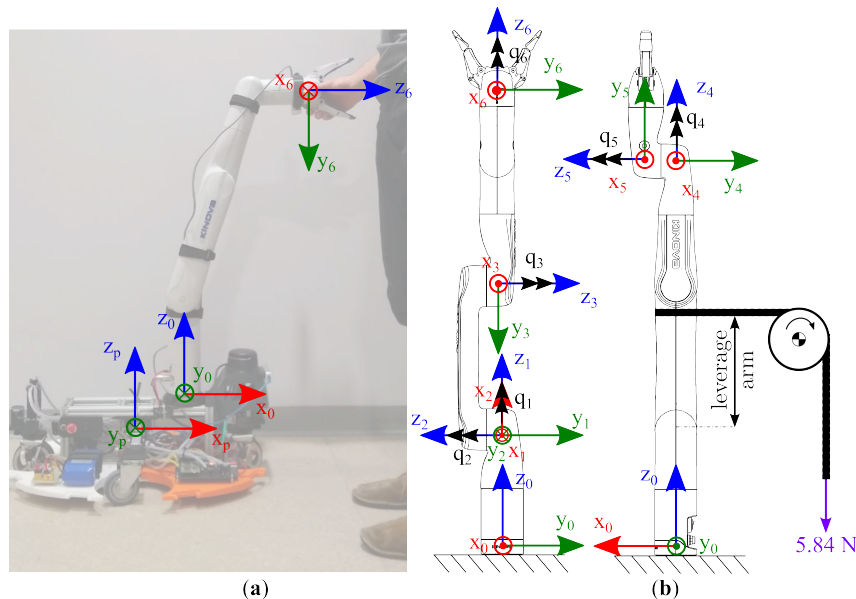 x₆
z₆
y₆
KINOVA
z₀
zₚ
y₀
x₀
yₚ
xₚ
z₆
q₆
y₆
x₆
x₃
q₃
z₃
y₃
z₁
x₂
q₁
z₂
y₁
q₂
y₂
x₁
z₀
y₀
x₀
y₅
z₄
q₄
q₅
z₅
x₅
x₄
y₄
KINOVA
leverage
arm
z₀
x₀
y₀
5.84 N
(a)
(b)